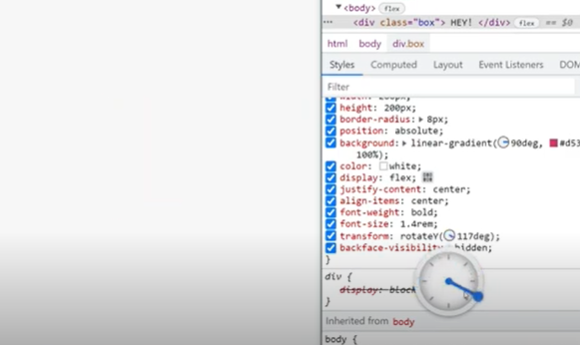 ▼<body> flex
··· <div class="box"> HEY! </div> flex == $0
html body div.box
Styles Computed Layout Event Listeners DOM
Filter
width: 200px;
height: 200px;
border-radius: ▸ 8px;
position: absolute;
background: ▸ linear-gradient( 90deg, #d53
100%);
color: white;
display: flex;
justify-content: center;
align-items: center;
font-weight: bold;
font-size: 1.4rem;
transform: rotateY( 117deg);
backface-visibility: hidden;
}
div {
display: block
}
Inherited from body
body {